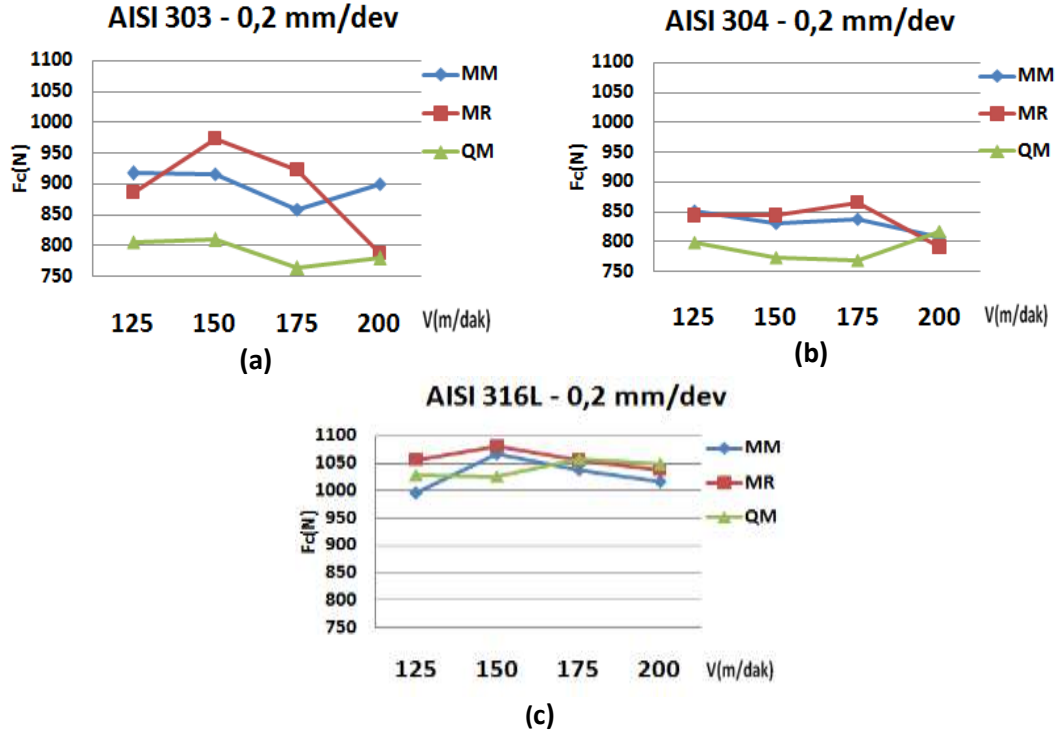 AISI 303 - 0,2 mm/dev
1100
1050
1000
950
900
850
800
750
Fc(N)
125 150 175 200 V(m/dak)
MM
MR
QM
(a)
AISI 304 - 0,2 mm/dev
1100
1050
1000
950
900
850
800
750
Fc(N)
125 150 175 200 V(m/dak)
MM
MR
QM
(b)
AISI 316L - 0,2 mm/dev
1100
1050
1000
950
900
850
800
750
Fc(N)
125 150 175 200 V(m/dak)
MM
MR
QM
(c)